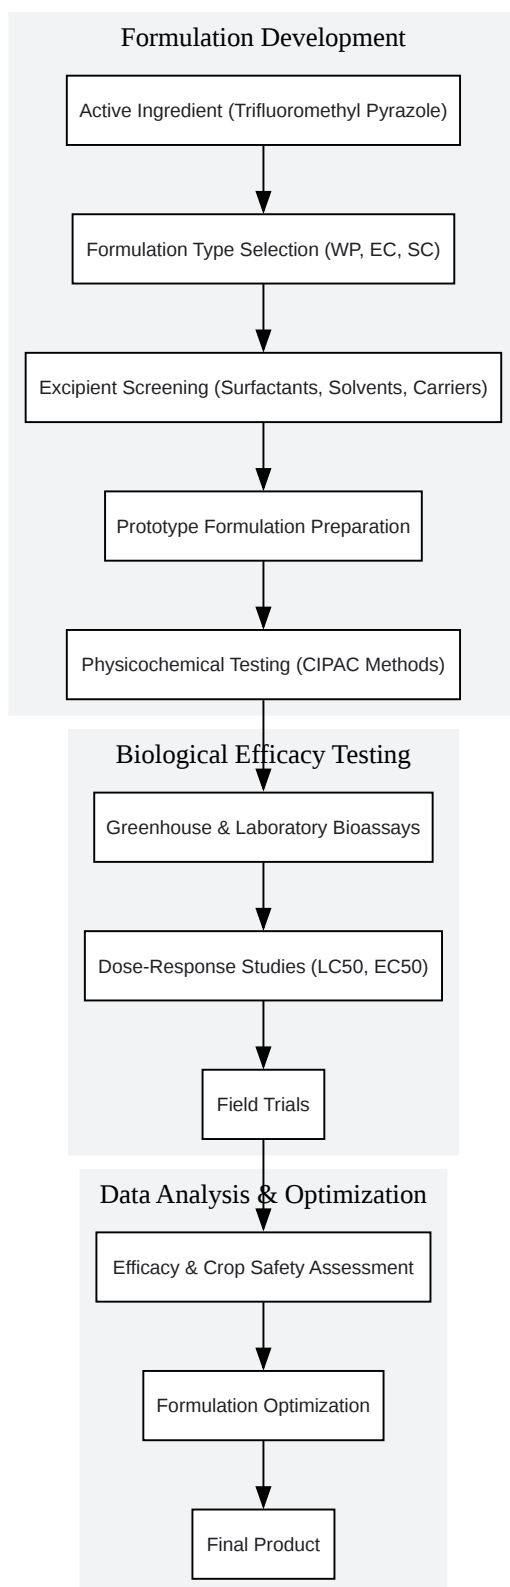 Formulation Development
Active Ingredient (Trifluoromethyl Pyrazole)
Formulation Type Selection (WP, EC, SC)
Excipient Screening (Surfactants, Solvents, Carriers)
Prototype Formulation Preparation
Physicochemical Testing (CIPAC Methods)
Biological Efficacy Testing
Greenhouse & Laboratory Bioassays
Dose-Response Studies (LC50, EC50)
Field Trials
Data Analysis & Optimization
Efficacy & Crop Safety Assessment
Formulation Optimization
Final Product